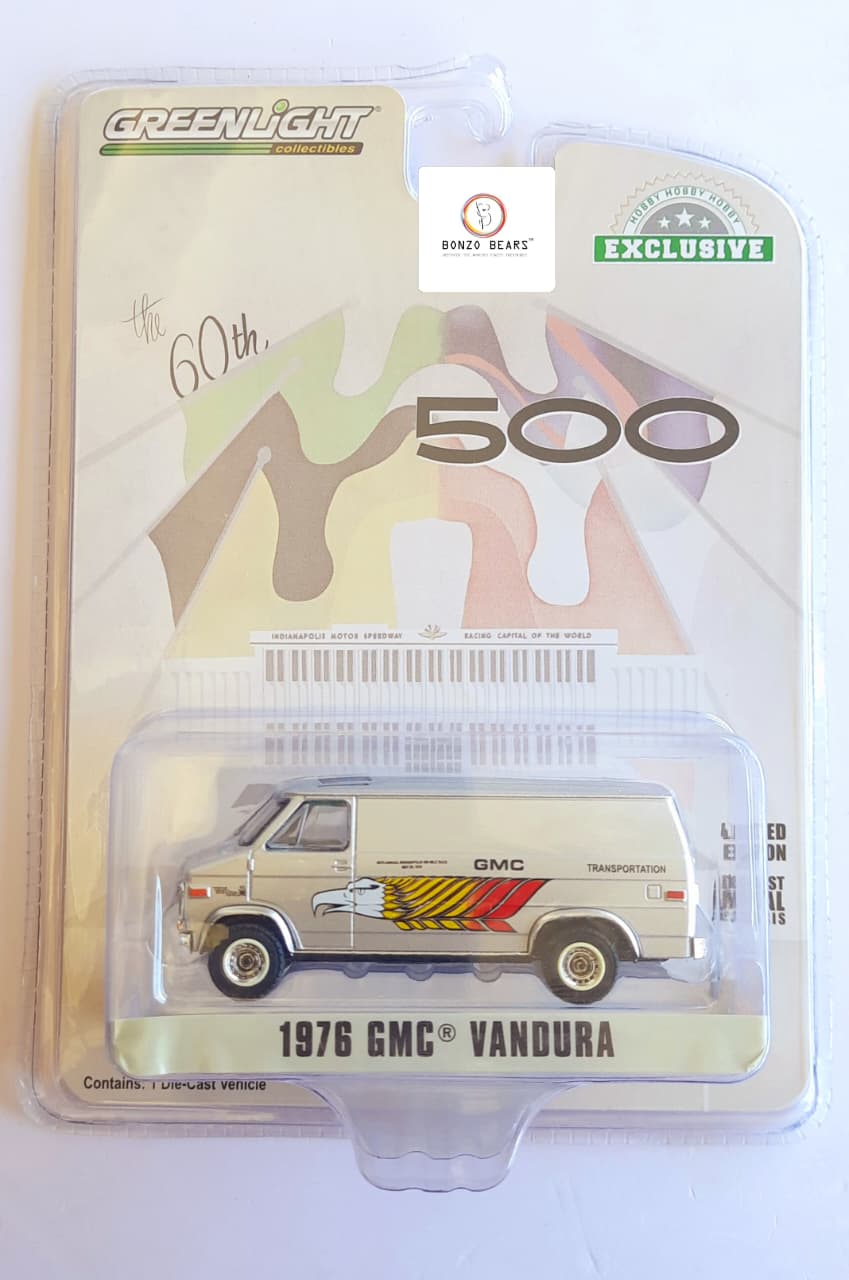 GREENLIGHT®
collectibles
BONZO BEARS™
HOBBY HOBBY HOBBY
EXCLUSIVE
the
60th
500
INDIANAPOLIS MOTOR SPEEDWAY RACING CAPITAL OF THE WORLD
GMC
TRANSPORTATION
1976 GMC® VANDURA
Contains: 1 Die-Cast Vehicle